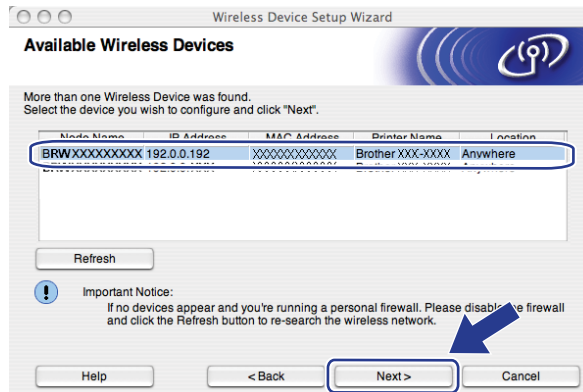 Wireless Device Setup Wizard
Available Wireless Devices
More than one Wireless Device was found.
Select the device you wish to configure and click "Next".
Node Name IP Address MAC Address Printer Name Location
BRWXXXXXXXXX 192.0.0.192 XXXXXXXXXXXX Brother XXX-XXXX Anywhere
Refresh
Important Notice:
If no devices appear and you're running a personal firewall. Please disable the firewall
and click the Refresh button to re-search the wireless network.
Help < Back Next > Cancel